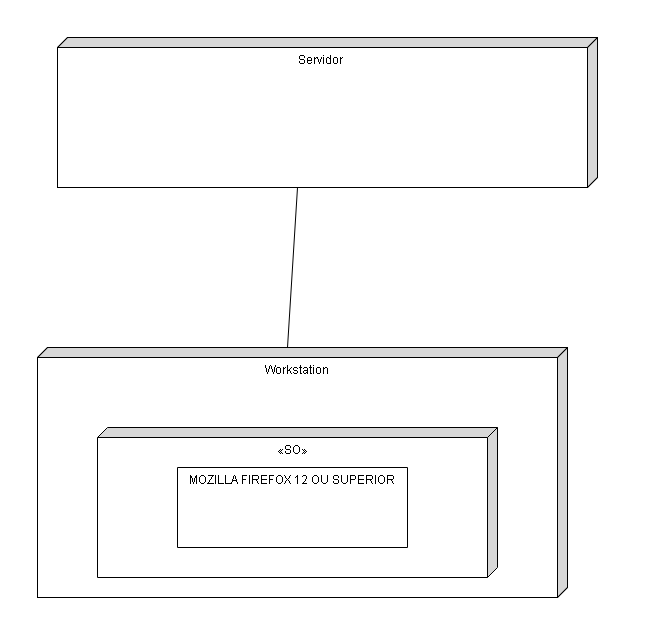 Servidor
Workstation
«SO»
MOZILLA FIREFOX 12 OU SUPERIOR